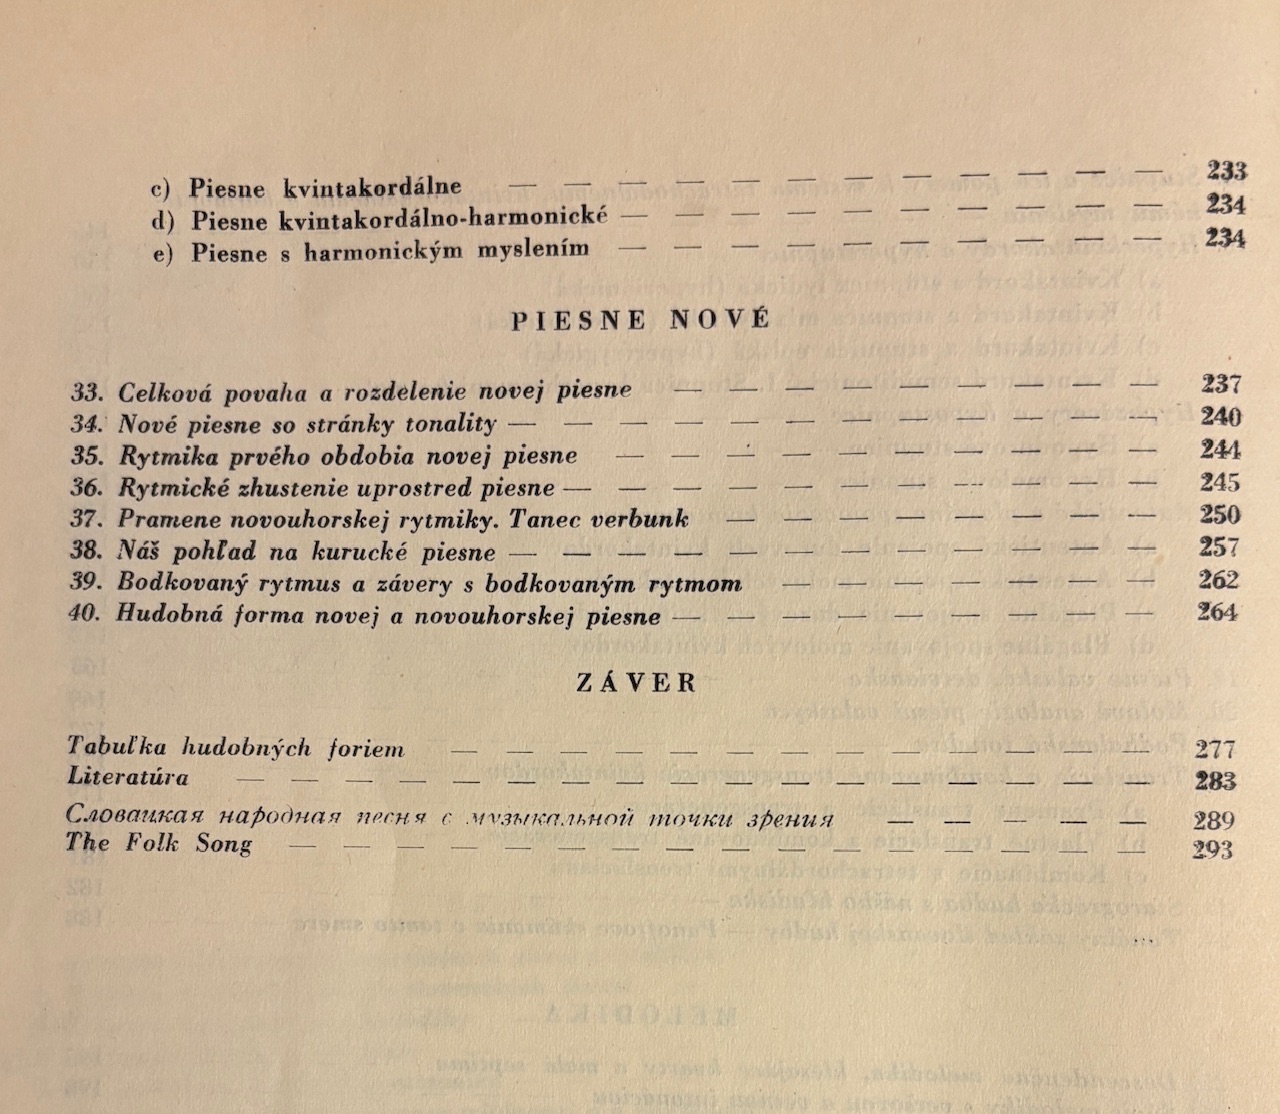 c) Piesne kvintakordálne — — — — — — — — — — — — 233
d) Piesne kvintakordálno-harmonické — — — — — — — — — — 234
e) Piesne s harmonickým myslením — — — — — — — — — — 234
PIESNE NOVÉ
33. Celková povaha a rozdelenie novej piesne — — — — — — — — — 237
34. Nové piesne so stránky tonality — — — — — — — — — — — — 240
35. Rytmika prvého obdobia novej piesne — — — — — — — — — — 244
36. Rytmické zhustenie uprostred piesne — — — — — — — — — — — 245
37. Pramene novouhorskej rytmiky. Tanec verbunk — — — — — — — — 250
38. Náš pohľad na kurucké piesne — — — — — — — — — — — — 257
39. Bodkovaný rytmus a závery s bodkovaným rytmom — — — — — — — 262
40. Hudobná forma novej a novouhorskej piesne — — — — — — — — — 264
ZÁVER
Tabuľka hudobných foriem — — — — — — — — — — — — — 277
Literatúra — — — — — — — — — — — — — — — — — 283
Словацкая народная песня с музыкальной точки зрения — — — — — 289
The Folk Song — — — — — — — — — — — — — — — — 293